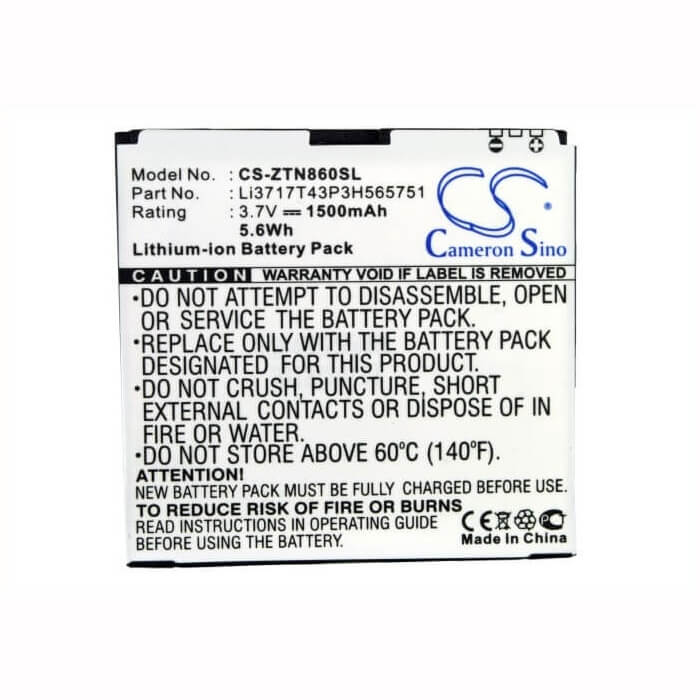 Model No. : CS-ZTN860SL
Part No. : Li3717T43P3H565751
Rating : 3.7V 1500mAh
5.6Wh
Lithium-ion Battery Pack
CS
Cameron Sino
WARRANTY VOID IF LABEL IS REMOVED
•DO NOT ATTEMPT TO DISASSEMBLE, OPEN
OR SERVICE THE BATTERY PACK.
•REPLACE ONLY WITH THE BATTERY PACK
DESIGNATED FOR THIS PRODUCT.
•DO NOT CRUSH, PUNCTURE, SHORT
EXTERNAL CONTACTS OR DISPOSE OF IN
FIRE OR WATER.
•DO NOT STORE ABOVE 60ºC (140ºF).
ATTENTION:
NEW BATTERY PACK MUST BE FULLY CHARGED BEFORE USE.
TO REDUCE RISK OF FIRE OR BURNS
READ INSTRUCTIONS IN OPERATING GUIDE
BEFORE USING THE BATTERY.
CE
Made in China